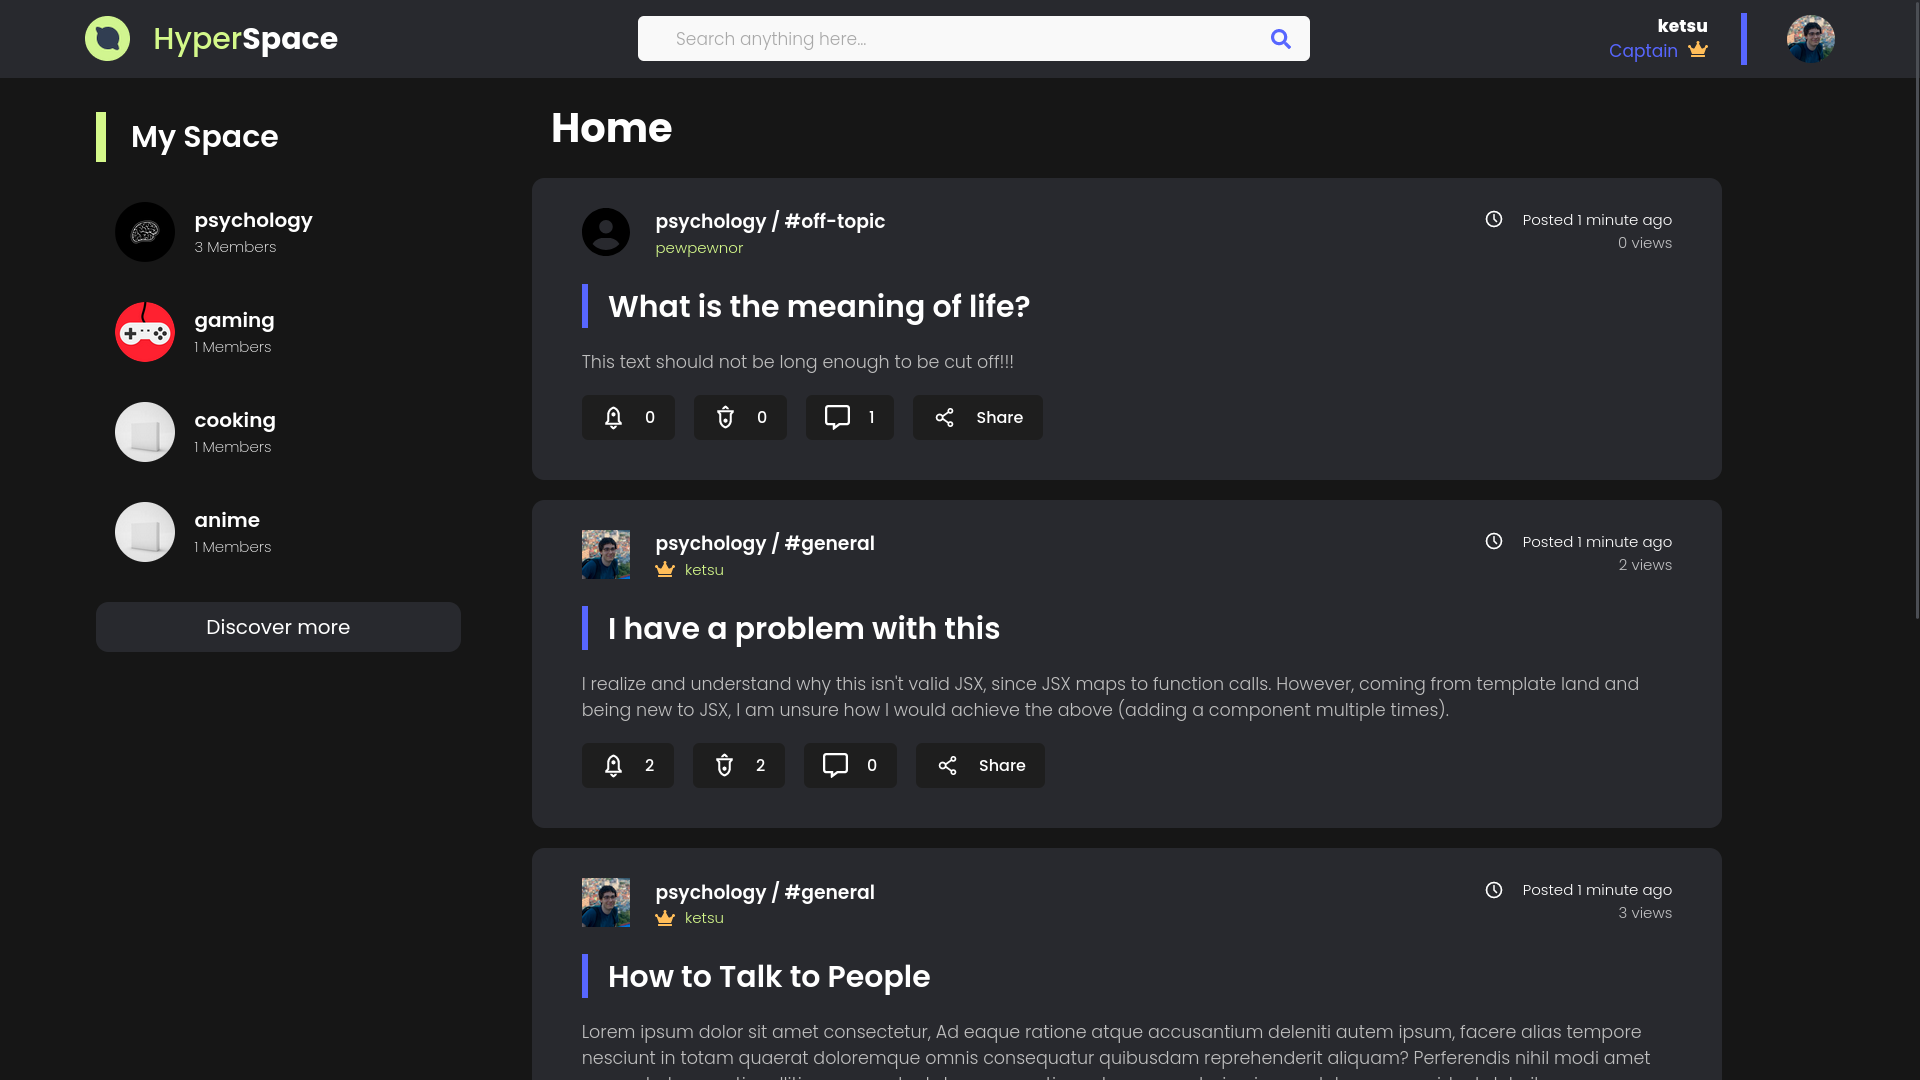 HyperSpace
Search anything here...
ketsu
Captain
My Space
psychology
3 Members
gaming
1 Members
cooking
1 Members
anime
1 Members
Discover more
Home
psychology / #off-topic
pewpewnor
Posted 1 minute ago
0 views
What is the meaning of life?
This text should not be long enough to be cut off!!!
0 0 1 Share
psychology / #general
ketsu
Posted 1 minute ago
2 views
I have a problem with this
I realize and understand why this isn't valid JSX, since JSX maps to function calls. However, coming from template land and
being new to JSX, I am unsure how I would achieve the above (adding a component multiple times).
2 2 0 Share
psychology / #general
ketsu
Posted 1 minute ago
3 views
How to Talk to People
Lorem ipsum dolor sit amet consectetur, Ad eaque ratione atque accusantium deleniti autem ipsum, facere alias tempore
nesciunt in totam quaerat doloremque omnis consequatur quibusdam reprehenderit aliquam? Perferendis nihil modi amet